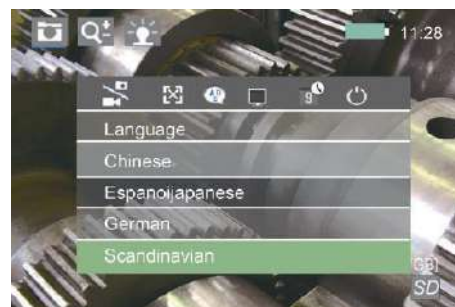 11:28
Language
Chinese
Espanoijapanese
German
Scandinavian
SD